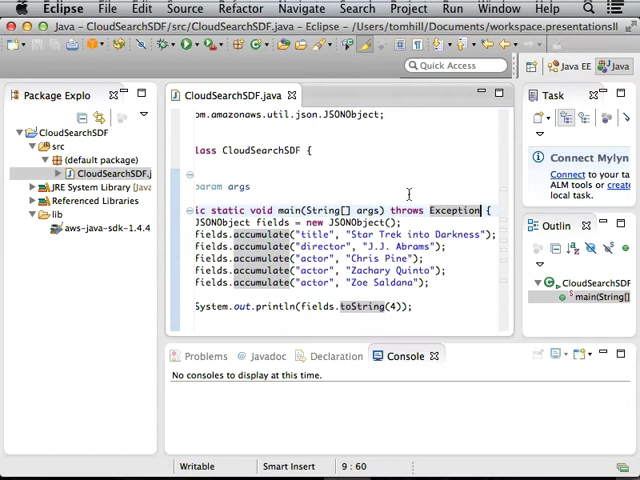 Eclipse File Edit Source Refactor Navigate Search Project Run Window
Java - CloudSearchSDF/src/CloudSearchSDF.java - Eclipse - /Users/tomhill/Documents/workspace.presentationsII
Quick Access
Java EE
Java
Package Explo
CloudSearchSDF
src
(default package)
CloudSearchSDF.j
JRE System Library [JavaS
Referenced Libraries
lib
aws-java-sdk-1.4.4
CloudSearchSDF.java
om.amazonaws.util.json.JSONObject;
lass CloudSearchSDF {
param args
ic static void main(String[] args) throws Exception {
JSONObject fields = new JSONObject();
fields.accumulate("title", "Star Trek into Darkness");
fields.accumulate("director", "J.J. Abrams");
fields.accumulate("actor", "Chris Pine");
fields.accumulate("actor", "Zachary Quinto");
fields.accumulate("actor", "Zoe Saldana");
System.out.println(fields.toString(4));
Task
Connect Mylyn
Connect to your
ALM tools or create
local task.
Outlin
CloudSearchSDF
main(String[]
Problems
Javadoc
Declaration
Console
No consoles to display at this time.
Writable
Smart Insert
9 : 60